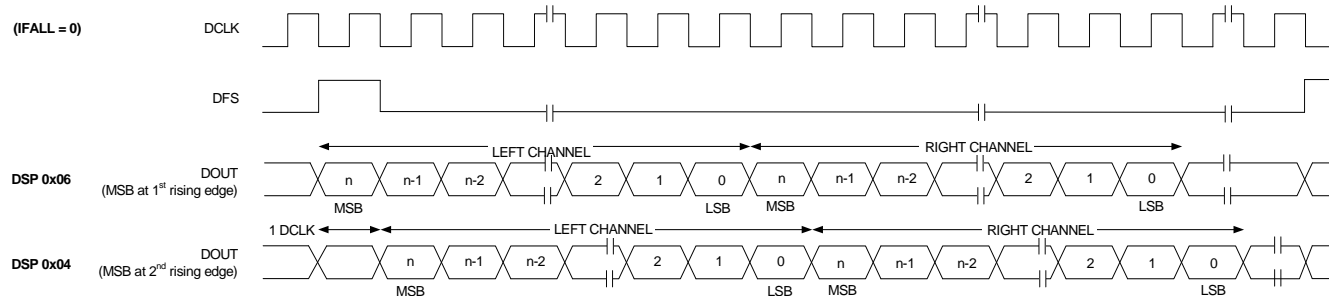 (IFALL = 0) DCLK
DFS
LEFT CHANNEL RIGHT CHANNEL
DSP 0x06 DOUT n n-1 n-2 2 1 0 n n-1 n-2 2 1 0
(MSB at 1st rising edge)
MSB LSB MSB LSB
1 DCLK LEFT CHANNEL RIGHT CHANNEL
DSP 0x04 DOUT n n-1 n-2 2 1 0 n n-1 n-2 2 1 0
(MSB at 2nd rising edge)
MSB LSB MSB LSB